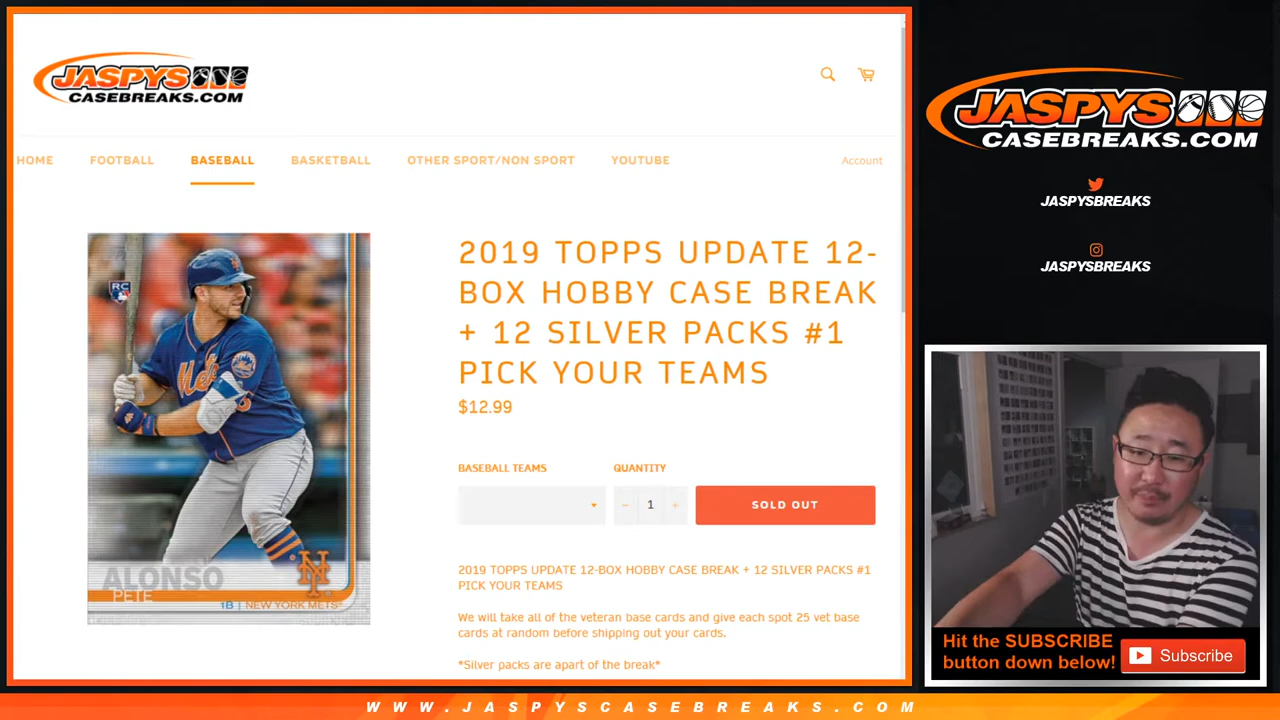 JASPYS
CASEBREAKS.COM
HOME
FOOTBALL
BASEBALL
BASKETBALL
OTHER SPORT/NON SPORT
YOUTUBE
Account
RC
Mets
ALONSO
PETE
NY
1B | NEW YORK METS
2019 TOPPS UPDATE 12-
BOX HOBBY CASE BREAK
+ 12 SILVER PACKS #1
PICK YOUR TEAMS
$12.99
BASEBALL TEAMS
QUANTITY
− 1 +
SOLD OUT
2019 TOPPS UPDATE 12-BOX HOBBY CASE BREAK + 12 SILVER PACKS #1
PICK YOUR TEAMS
We will take all of the veteran base cards and give each spot 25 vet base
cards at random before shipping out your cards.
*Silver packs are apart of the break*
JASPYS
CASEBREAKS.COM
JASPYSBREAKS
JASPYSBREAKS
Hit the SUBSCRIBE
button down below!
Subscribe
WWW.JASPYSCASEBREAKS.COM